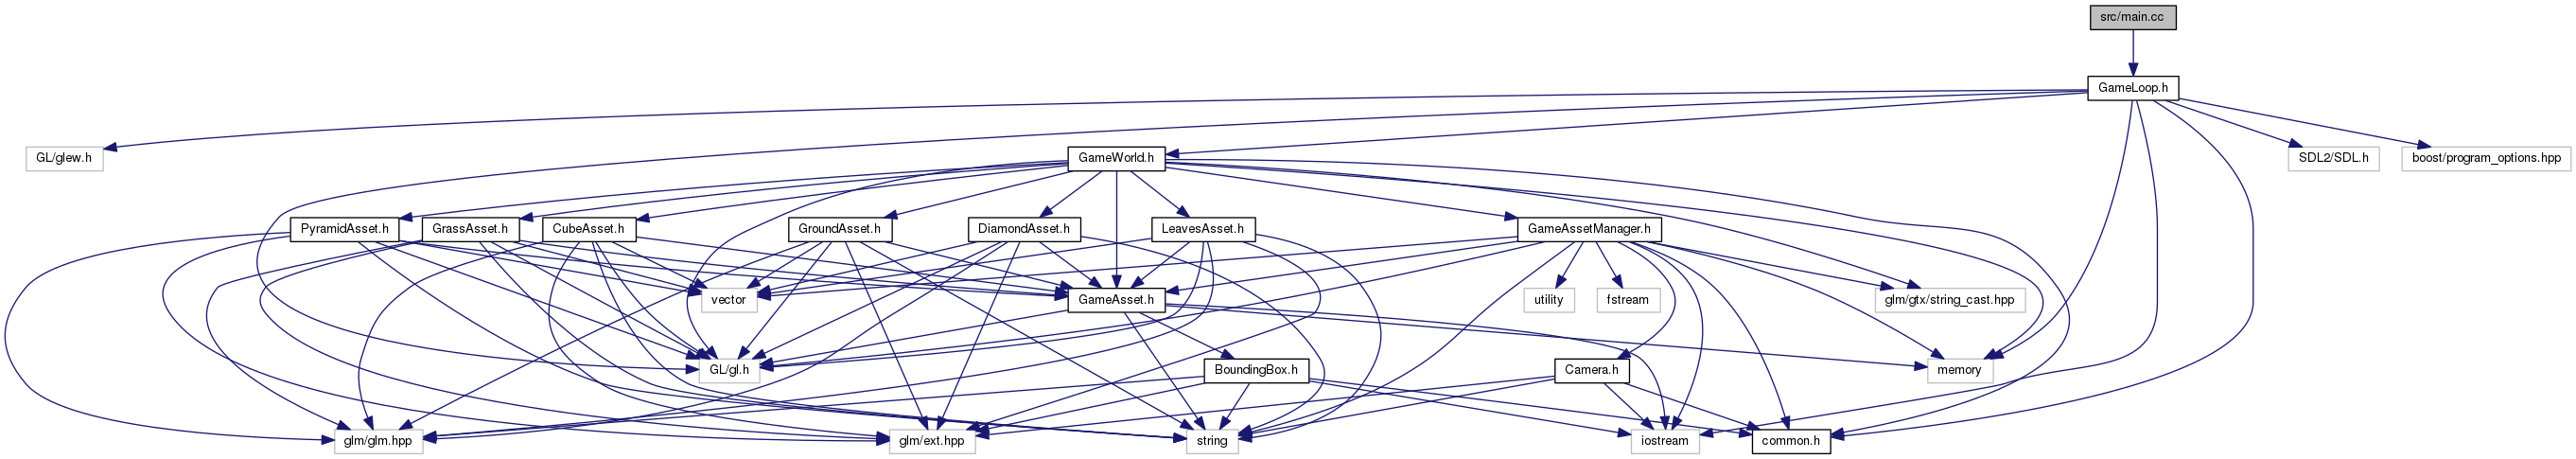 src/main.cc
GameLoop.h
GL/glew.h
GameWorld.h
SDL2/SDL.h
boost/program_options.hpp
PyramidAsset.h
GrassAsset.h
CubeAsset.h
GroundAsset.h
DiamondAsset.h
LeavesAsset.h
GameAssetManager.h
vector
GameAsset.h
utility
fstream
glm/gtx/string_cast.hpp
GL/gl.h
BoundingBox.h
Camera.h
memory
glm/glm.hpp
glm/ext.hpp
string
iostream
common.h